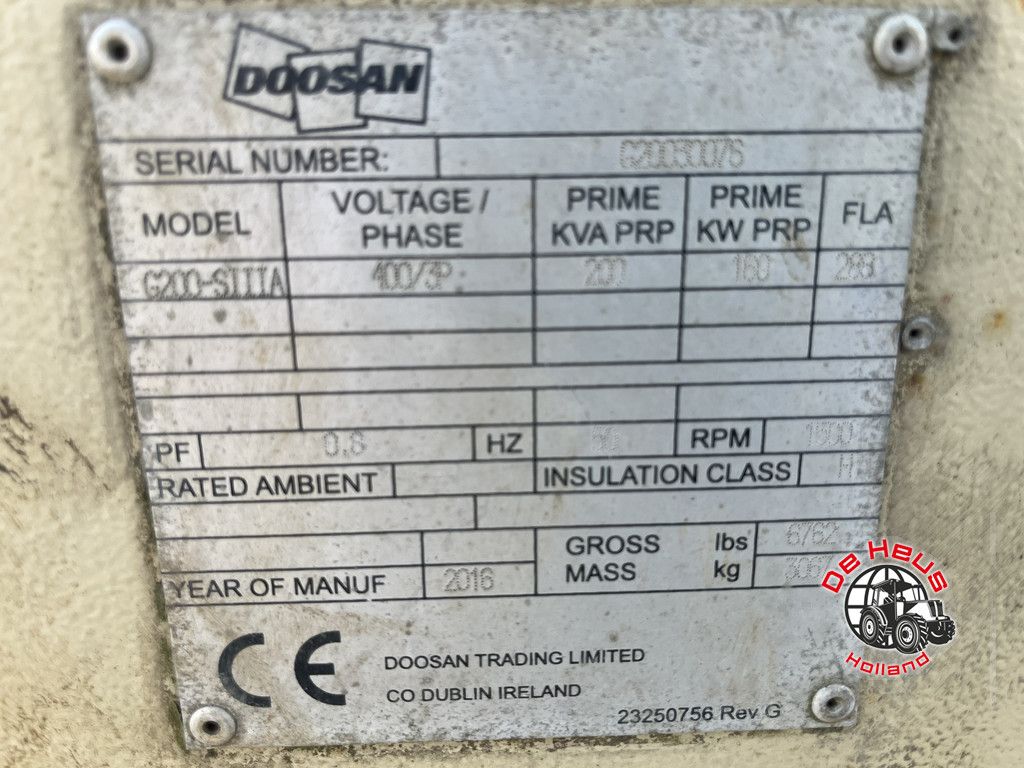 DOOSAN
SERIAL NUMBER: G20030076
MODEL VOLTAGE / PHASE PRIME KVA PRP PRIME KW PRP FLA
G200-SIIIA 400/3P 200 160 289
PF 0,8 HZ 50 RPM 1500
RATED AMBIENT INSULATION CLASS H
GROSS MASS lbs 6762
YEAR OF MANUF 2016 kg
CE DOOSAN TRADING LIMITED
CO DUBLIN IRELAND
23250756 Rev G
De Heus
Holland